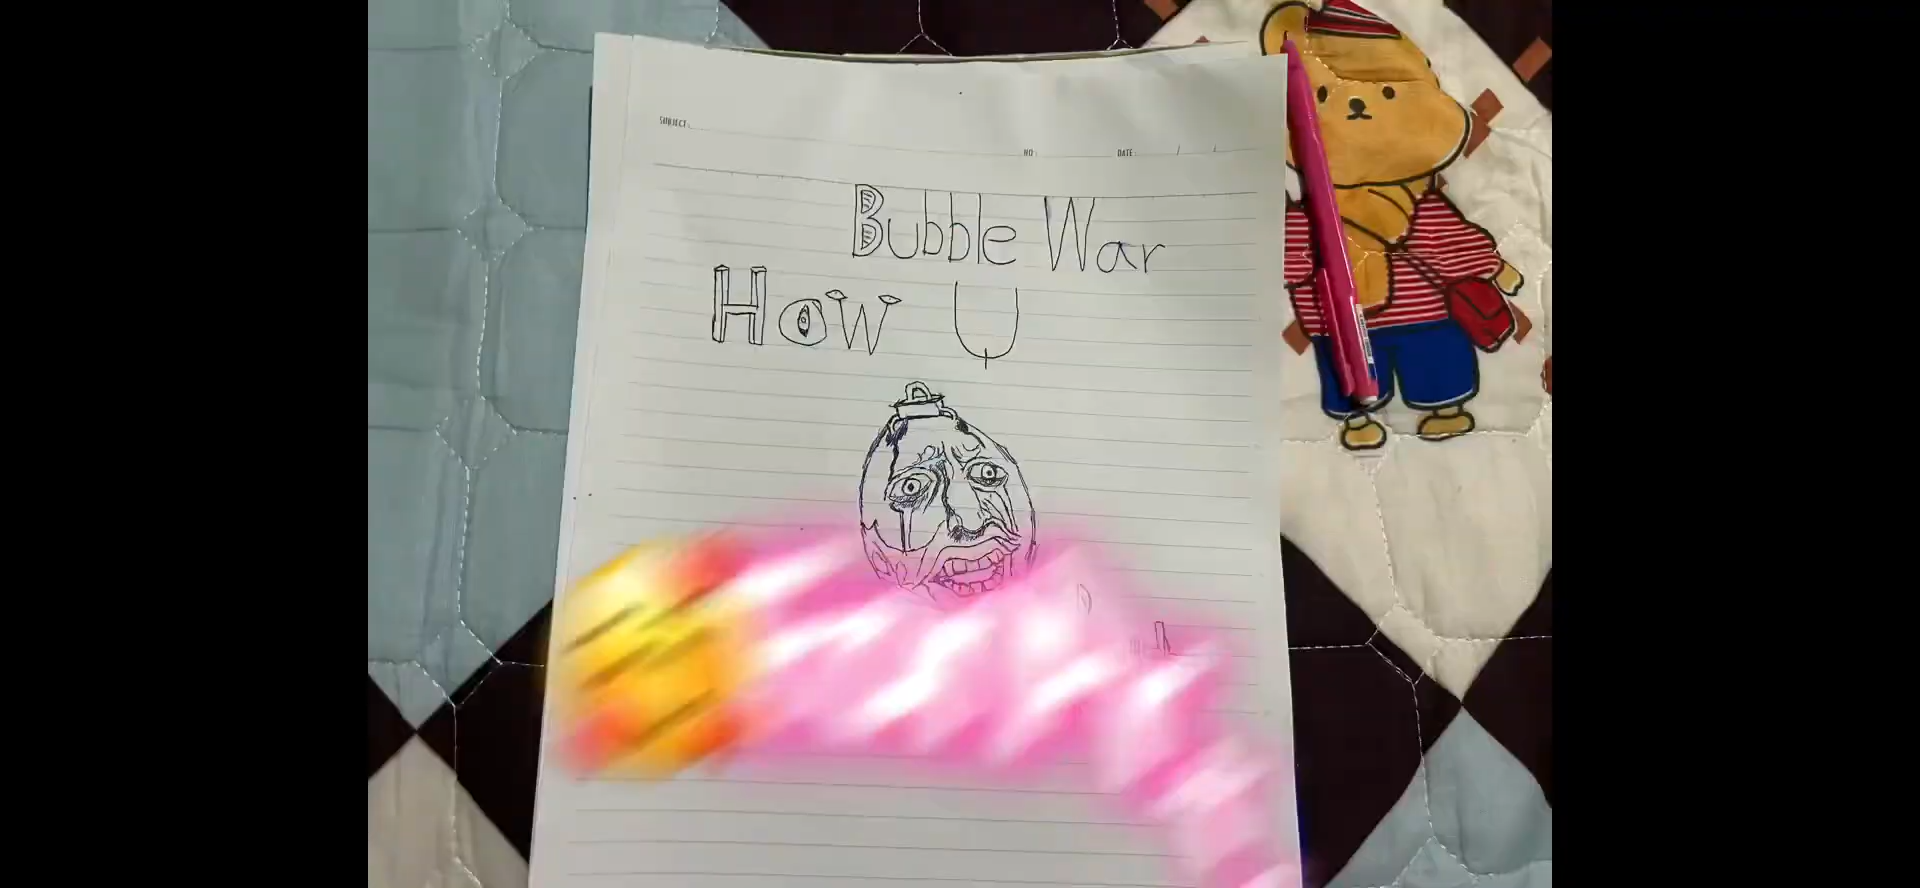 SUBJECT:
NO: DATE: / /
Bubble War
How U